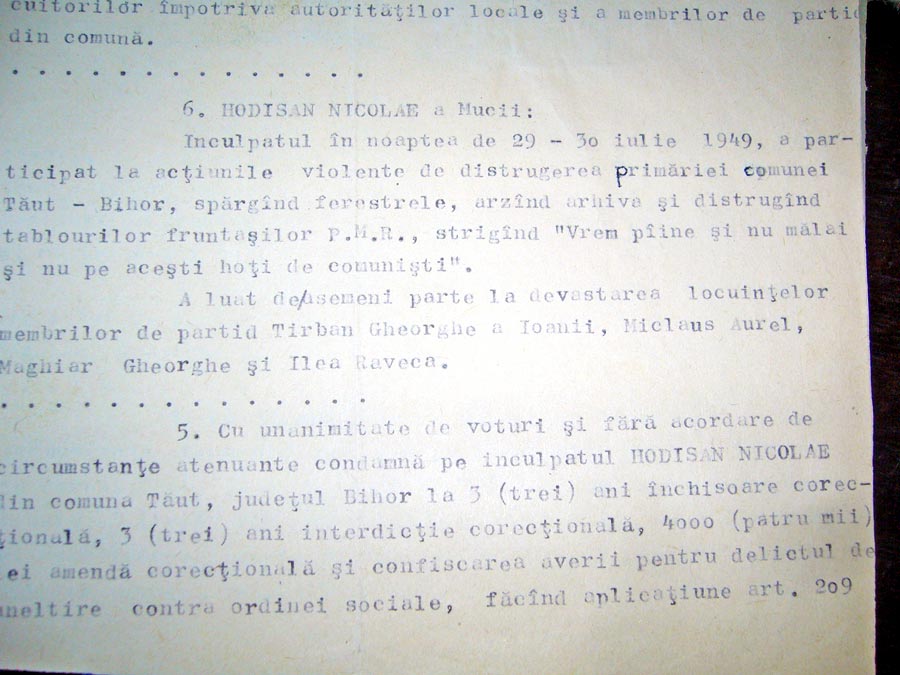 cuitorilor împotriva autorităţilor locale şi a membrilor de partid
din comună.
. . . . . . . . . . . . . .
6. HODISAN NICOLAE a Mucii:
Inculpatul în noaptea de 29 - 30 iulie 1949, a par-
ticipat la acţiunile violente de distrugerea primăriei comunei
Tăut - Bihor, spărgînd ferestrele, arzînd arhiva şi distrugînd
tablourilor fruntaşilor P.M.R., strigînd "Vrem pîine şi nu mălai
şi nu pe aceşti hoţi de comunişti".
A luat de/asemeni parte la devastarea locuinţelor
membrilor de partid Tirban Gheorghe a Ioanii, Miclaus Aurel,
Maghiar Gheorghe şi Ilea Raveca.
. . . . . . . . . . . . . .
5. Cu unanimitate de voturi şi fără acordare de
circumstanţe atenuante condamnă pe inculpatul HODISAN NICOLAE
din comuna Tăut, judeţul Bihor la 3 (trei) ani închisoare corec-
ţională, 3 (trei) ani interdicţie corecţională, 4000 (patru mii)
lei amendă corecţională şi confiscarea averii pentru delictul de
uneltire contra ordinei sociale, făcînd aplicaţiune art. 209